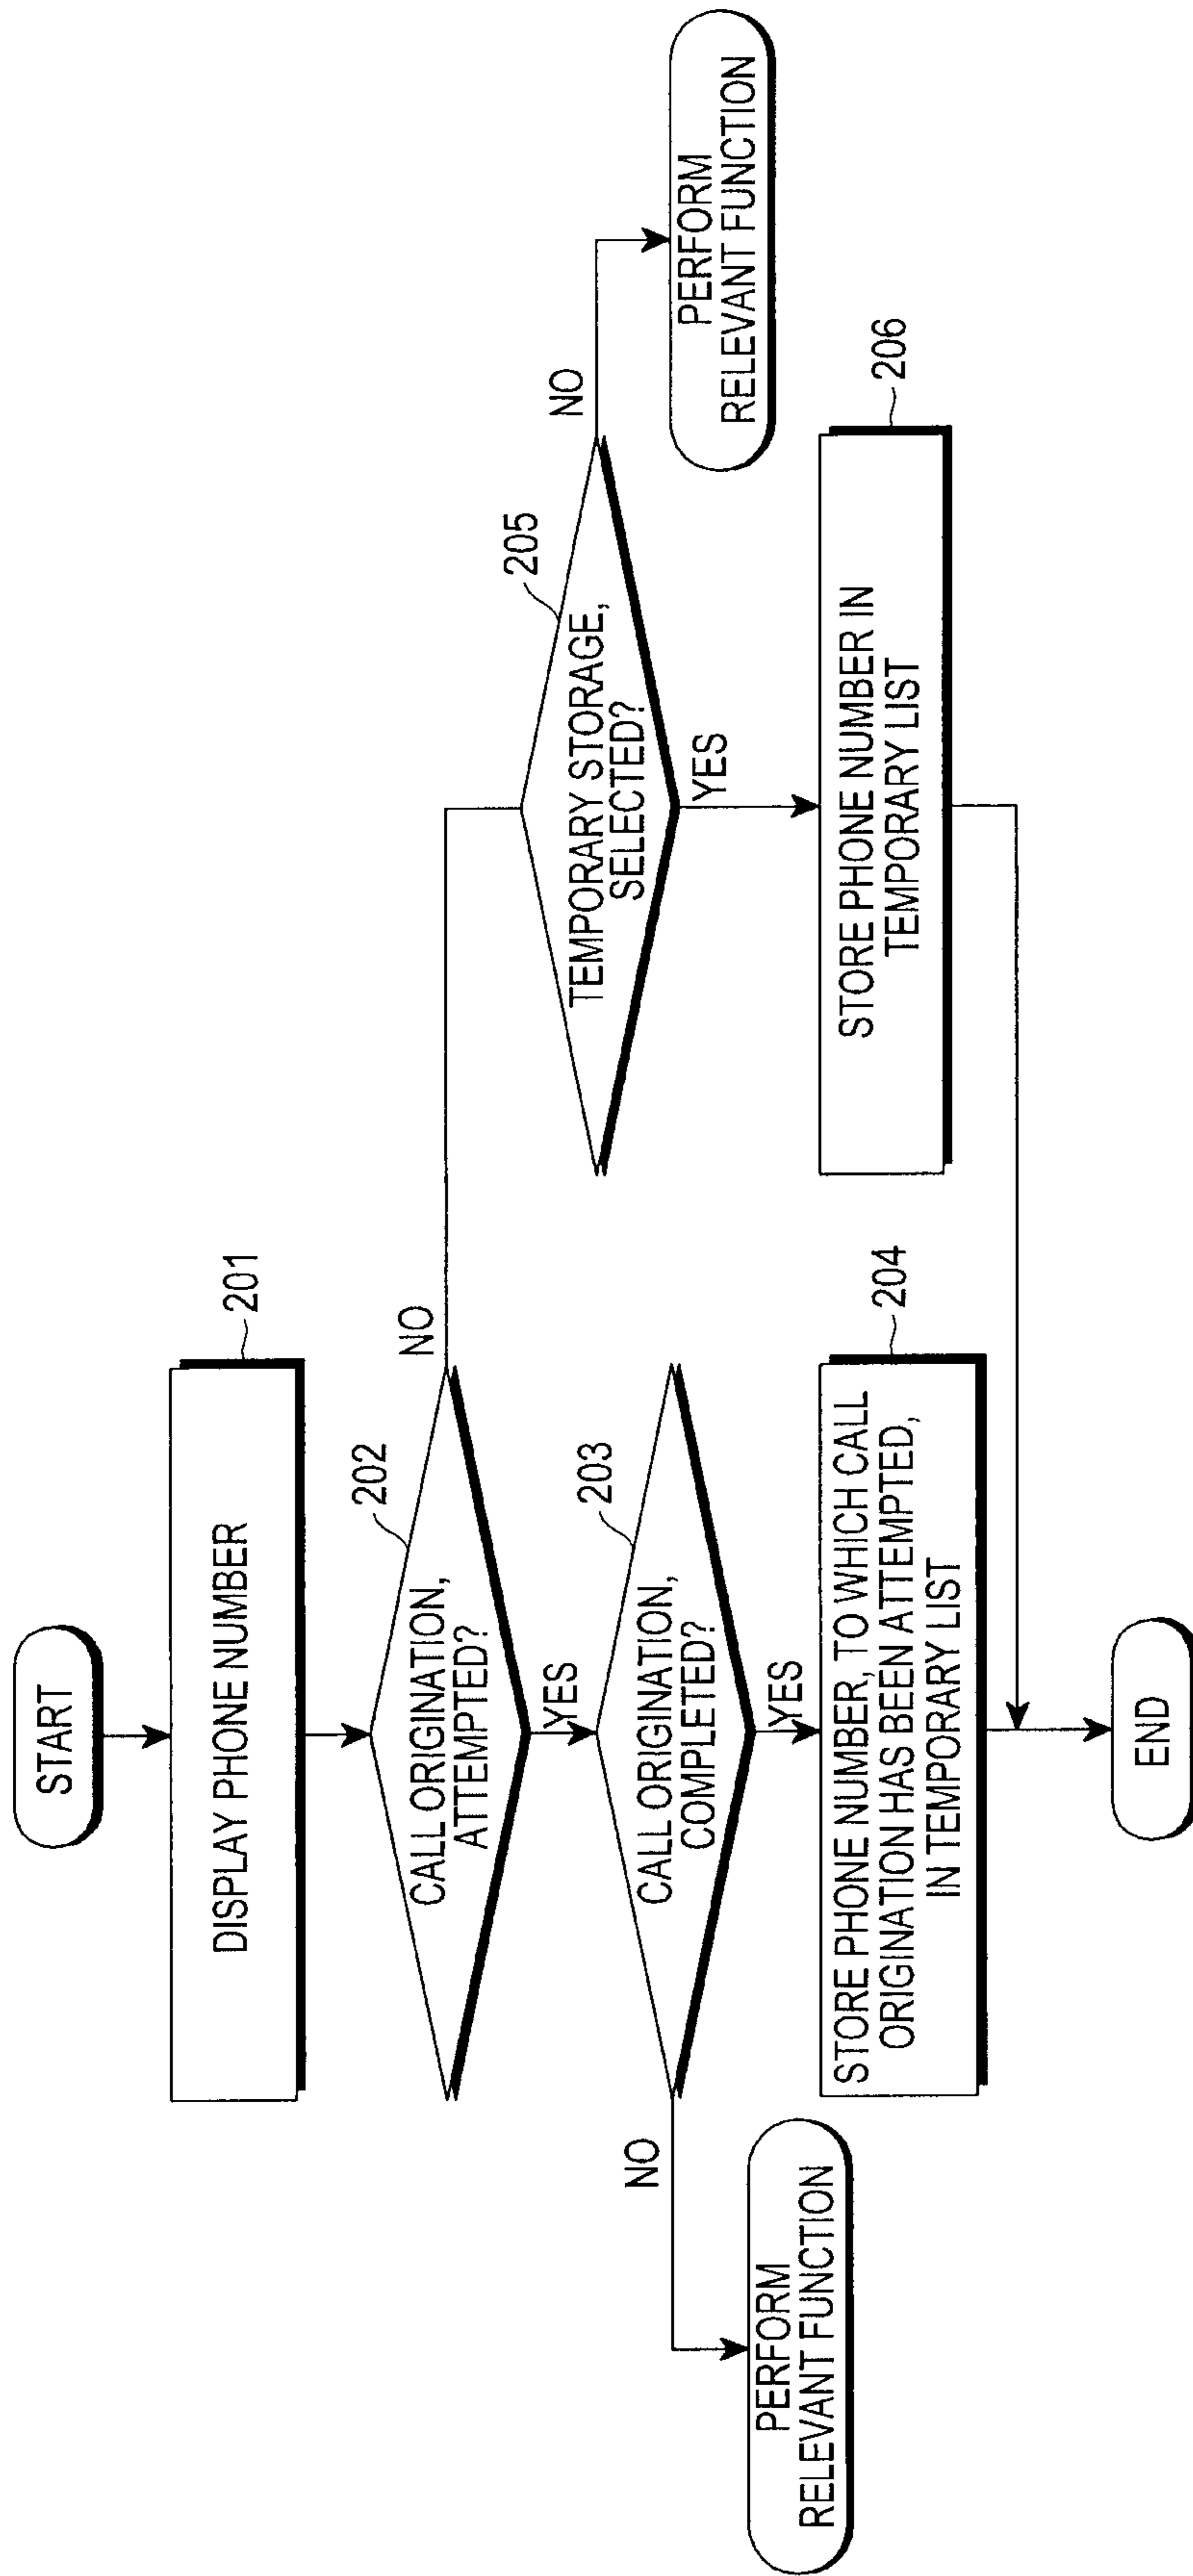 START
DISPLAY PHONE NUMBER
201
CALL ORIGINATION,
ATTEMPTED?
202
NO
YES
CALL ORIGINATION,
COMPLETED?
203
NO
PERFORM
RELEVANT FUNCTION
YES
STORE PHONE NUMBER, TO WHICH CALL
ORIGINATION HAS BEEN ATTEMPTED,
IN TEMPORARY LIST
204
TEMPORARY STORAGE,
SELECTED?
205
NO
PERFORM
RELEVANT FUNCTION
YES
STORE PHONE NUMBER IN
TEMPORARY LIST
206
END